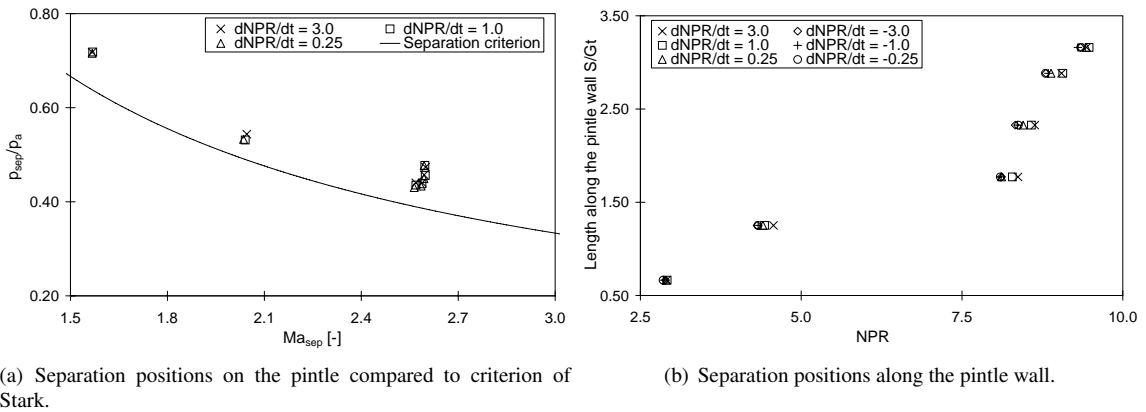 dNPR/dt = 3.0
dNPR/dt = 1.0
dNPR/dt = 0.25
Separation criterion
0.80
0.60
0.40
0.20
p_sep/p_a
1.5
2.1
2.7
3.0
Ma_sep [-]
(a) Separation positions on the pintle compared to criterion of
Stark.
dNPR/dt = 3.0
dNPR/dt = -3.0
dNPR/dt = 1.0
dNPR/dt = -1.0
dNPR/dt = 0.25
dNPR/dt = -0.25
3.50
2.50
1.50
0.50
Length along the pintle wall S/Gt
2.5
5.0
7.5
10.0
NPR
(b) Separation positions along the pintle wall.